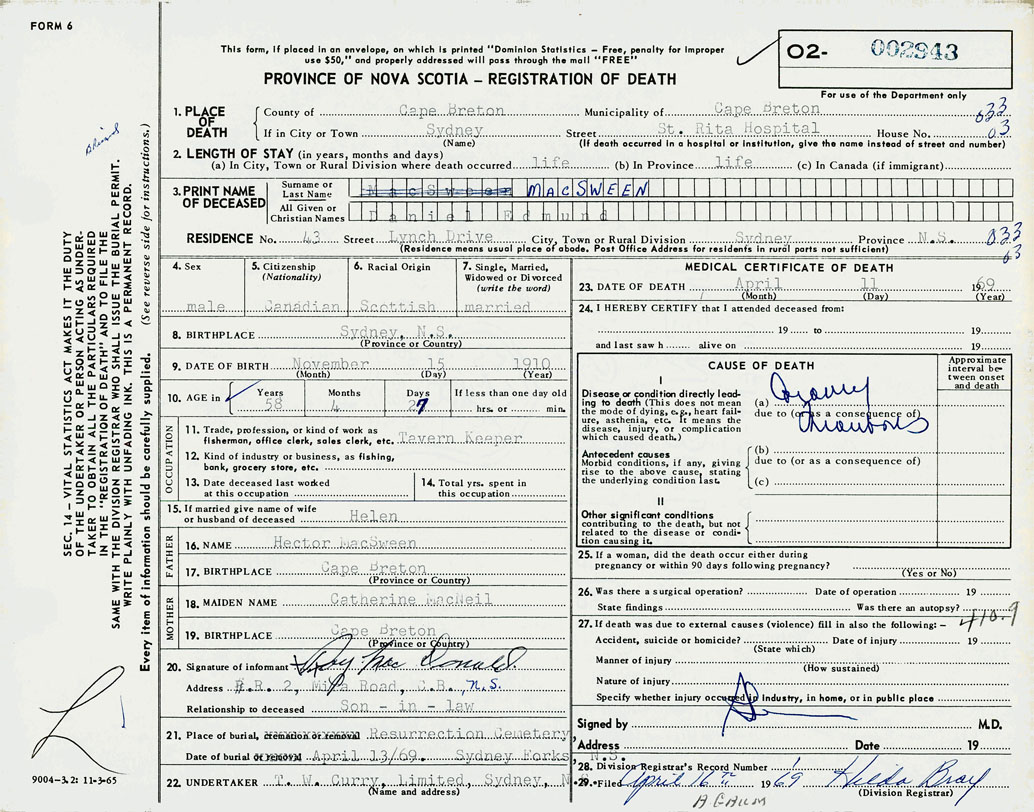 FORM 6
This form, if placed in an envelope, on which is printed "Dominion Statistics – Free, penalty for improper
use $50," and properly addressed will pass through the mail "FREE"
PROVINCE OF NOVA SCOTIA – REGISTRATION OF DEATH
O2- 002943
For use of the Department only
1. PLACE OF DEATH
County of Cape Breton Municipality of Cape Breton 033
If in City or Town Sydney Street St. Rita Hospital House No. 03
(Name) (If death occurred in a hospital or institution, give the name instead of street and number)
2. LENGTH OF STAY (in years, months and days)
(a) In City, Town or Rural Division where death occurred life (b) In Province life (c) In Canada (if immigrant)
3. PRINT NAME OF DECEASED
Surname or Last Name MacSween MACSWEEN
All Given or Christian Names Daniel Edmund
RESIDENCE No. 43 Street Lynch Drive City, Town or Rural Division Sydney Province N.S. 033
(Residence means usual place of abode. Post Office Address for residents in rural parts not sufficient) 03
4. Sex male
5. Citizenship (Nationality) Canadian
6. Racial Origin Scottish
7. Single, Married, Widowed or Divorced (write the word) married
8. BIRTHPLACE Sydney, N.S.
(Province or Country)
9. DATE OF BIRTH November 15 1910
(Month) (Day) (Year)
10. AGE in Years 58 Months 4 Days 27 If less than one day old hrs. or min.
OCCUPATION
11. Trade, profession, or kind of work as fisherman, office clerk, sales clerk, etc. Tavern Keeper
12. Kind of industry or business, as fishing, bank, grocery store, etc.
13. Date deceased last worked at this occupation
14. Total yrs. spent in this occupation
15. If married give name of wife or husband of deceased Helen
FATHER
16. NAME Hector MacSween
17. BIRTHPLACE Cape Breton
(Province or Country)
MOTHER
18. MAIDEN NAME Catherine MacNeil
19. BIRTHPLACE Cape Breton
(Province or Country)
20. Signature of informant Roy Mac Donald
Address R.R. 2, Mira Road, C.B., N.S.
Relationship to deceased Son - in - law
21. Place of burial, cremation or removal Resurrection Cemetery,
Date of burial or removal April 13/69. Sydney Forks, N.S.
22. UNDERTAKER T. W. Curry, Limited, Sydney, N.S.
(Name and address)
MEDICAL CERTIFICATE OF DEATH
23. DATE OF DEATH April 11 1969
(Month) (Day) (Year)
24. I HEREBY CERTIFY that I attended deceased from:
19 to 19
and last saw h alive on 19
CAUSE OF DEATH
Approximate interval between onset and death
I
Disease or condition directly leading to death (This does not mean the mode of dying, e.g., heart failure, asthenia, etc. It means the disease, injury, or complication which caused death.)
(a) Coronary
due to (or as a consequence of)
Thrombosis
Antecedent causes
Morbid conditions, if any, giving rise to the above cause, stating the underlying condition last.
(b)
due to (or as a consequence of)
(c)
II
Other significant conditions contributing to the death, but not related to the disease or condition causing it.
25. If a woman, did the death occur either during pregnancy or within 90 days following pregnancy?
(Yes or No)
26. Was there a surgical operation? Date of operation 19
State findings Was there an autopsy?
410.9
27. If death was due to external causes (violence) fill in also the following: –
Accident, suicide or homicide? Date of injury 19
(State which)
Manner of injury
(How sustained)
Nature of injury
Specify whether injury occurred in industry, in home, or in public place
Signed by M.D.
Address Date 19
28. Division Registrar's Record Number
29. Filed April 16th 1969 Hilda Bray
(Division Registrar)
SEC. 14 – VITAL STATISTICS ACT MAKES IT THE DUTY
OF THE UNDERTAKER OR PERSON ACTING AS UNDER-
TAKER TO OBTAIN ALL THE PARTICULARS REQUIRED
IN THE "REGISTRATION OF DEATH" AND TO FILE THE
SAME WITH THE DIVISION REGISTRAR WHO SHALL ISSUE THE BURIAL PERMIT.
WRITE PLAINLY WITH UNFADING INK. THIS IS A PERMANENT RECORD.
Every item of information should be carefully supplied. (See reverse side for instructions.)
9004–3.2: 11-3-65